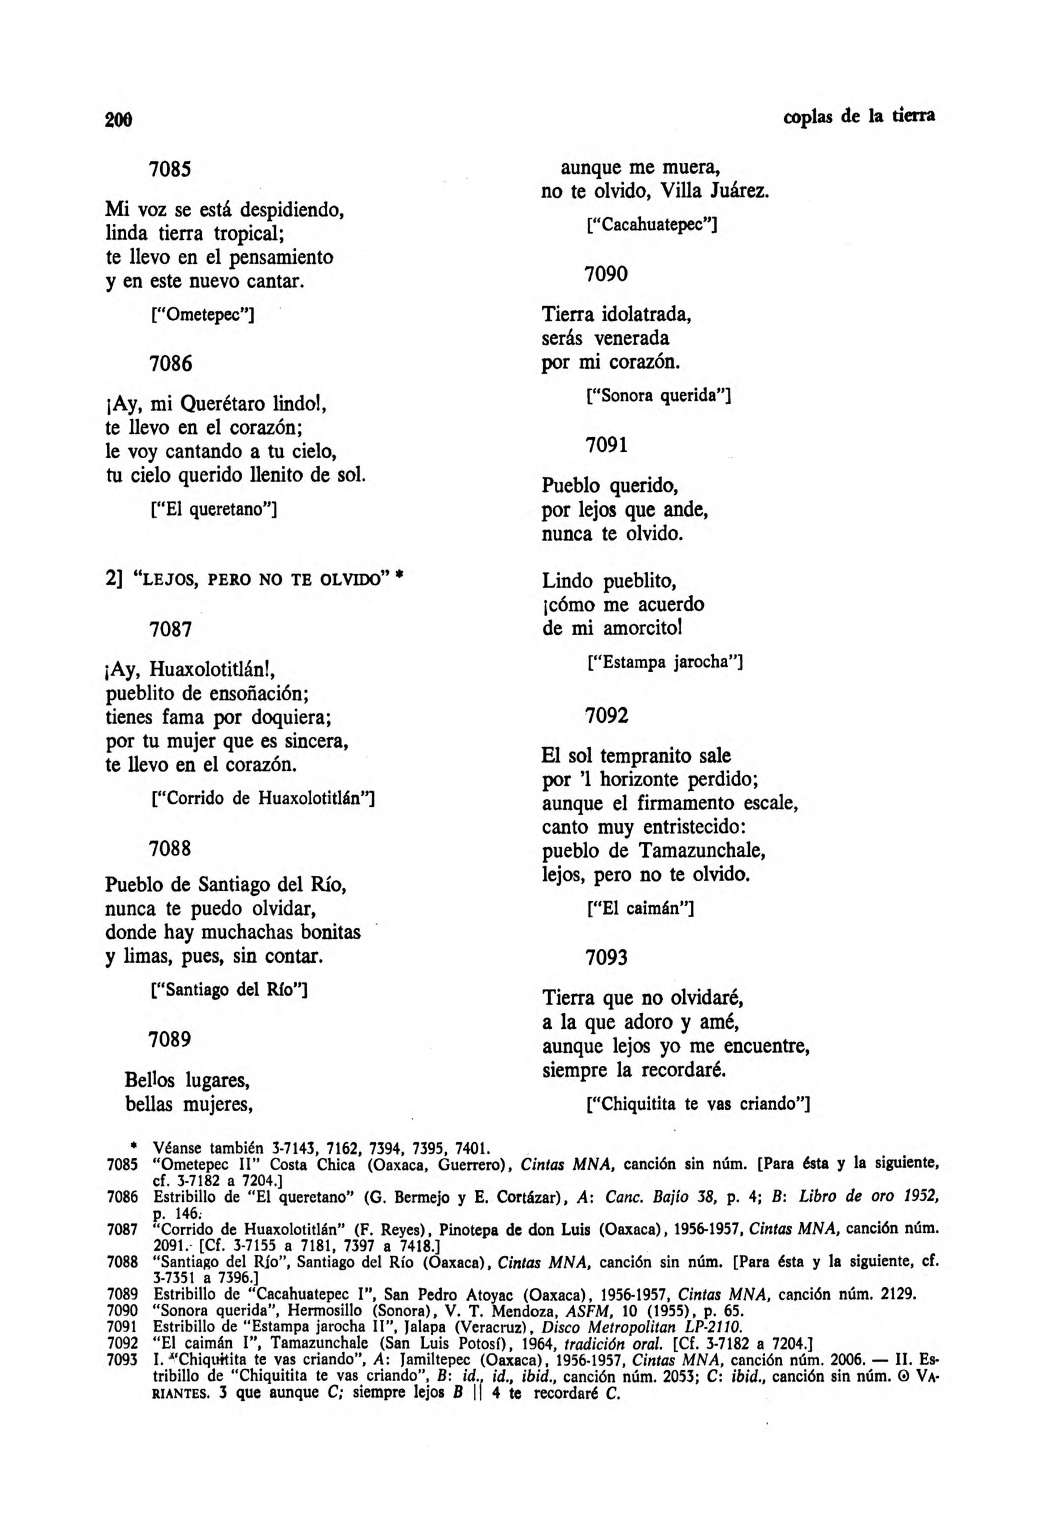 200
coplas de la tierra
7085
Mi voz se está despidiendo,
linda tierra tropical;
te llevo en el pensamiento
y en este nuevo cantar.
["Ometepec"]
7086
¡Ay, mi Querétaro lindo!,
te llevo en el corazón;
le voy cantando a tu cielo,
tu cielo querido llenito de sol.
["El queretano"]
2] "LEJOS, PERO NO TE OLVIDO" *
7087
¡Ay, Huaxolotitlán!,
pueblito de ensoñación;
tienes fama por doquiera;
por tu mujer que es sincera,
te llevo en el corazón.
["Corrido de Huaxolotitlán"]
7088
Pueblo de Santiago del Río,
nunca te puedo olvidar,
donde hay muchachas bonitas
y limas, pues, sin contar.
["Santiago del Río"]
7089
Bellos lugares,
bellas mujeres,
aunque me muera,
no te olvido, Villa Juárez.
["Cacahuatepec"]
7090
Tierra idolatrada,
serás venerada
por mi corazón.
["Sonora querida"]
7091
Pueblo querido,
por lejos que ande,
nunca te olvido.
Lindo pueblito,
¡cómo me acuerdo
de mi amorcito!
["Estampa jarocha"]
7092
El sol tempranito sale
por 'l horizonte perdido;
aunque el firmamento escale,
canto muy entristecido:
pueblo de Tamazunchale,
lejos, pero no te olvido.
["El caimán"]
7093
Tierra que no olvidaré,
a la que adoro y amé,
aunque lejos yo me encuentre,
siempre la recordaré.
["Chiquitita te vas criando"]
* Véanse también 3-7143, 7162, 7394, 7395, 7401.
7085 "Ometepec II" Costa Chica (Oaxaca, Guerrero), Cintas MNA, canción sin núm. [Para ésta y la siguiente,
cf. 3-7182 a 7204.]
7086 Estribillo de "El queretano" (G. Bermejo y E. Cortázar), A: Canc. Bajío 38, p. 4; B: Libro de oro 1952,
p. 146.
7087 "Corrido de Huaxolotitlán" (F. Reyes), Pinotepa de don Luis (Oaxaca), 1956-1957, Cintas MNA, canción núm.
2091. [Cf. 3-7155 a 7181, 7397 a 7418.]
7088 "Santiago del Río", Santiago del Río (Oaxaca), Cintas MNA, canción sin núm. [Para ésta y la siguiente, cf.
3-7351 a 7396.]
7089 Estribillo de "Cacahuatepec I", San Pedro Atoyac (Oaxaca), 1956-1957, Cintas MNA, canción núm. 2129.
7090 "Sonora querida", Hermosillo (Sonora), V. T. Mendoza, ASFM, 10 (1955), p. 65.
7091 Estribillo de "Estampa jarocha II", Jalapa (Veracruz), Disco Metropolitan LP-2110.
7092 "El caimán I", Tamazunchale (San Luis Potosí), 1964, tradición oral. [Cf. 3-7182 a 7204.]
7093 I. "Chiquitita te vas criando", A: Jamiltepec (Oaxaca), 1956-1957, Cintas MNA, canción núm. 2006. — II. Es-
tribillo de "Chiquitita te vas criando", B: id., id., ibid., canción núm. 2053; C: ibid., canción sin núm. ⊙ VA-
RIANTES. 3 que aunque C; siempre lejos B || 4 te recordaré C.